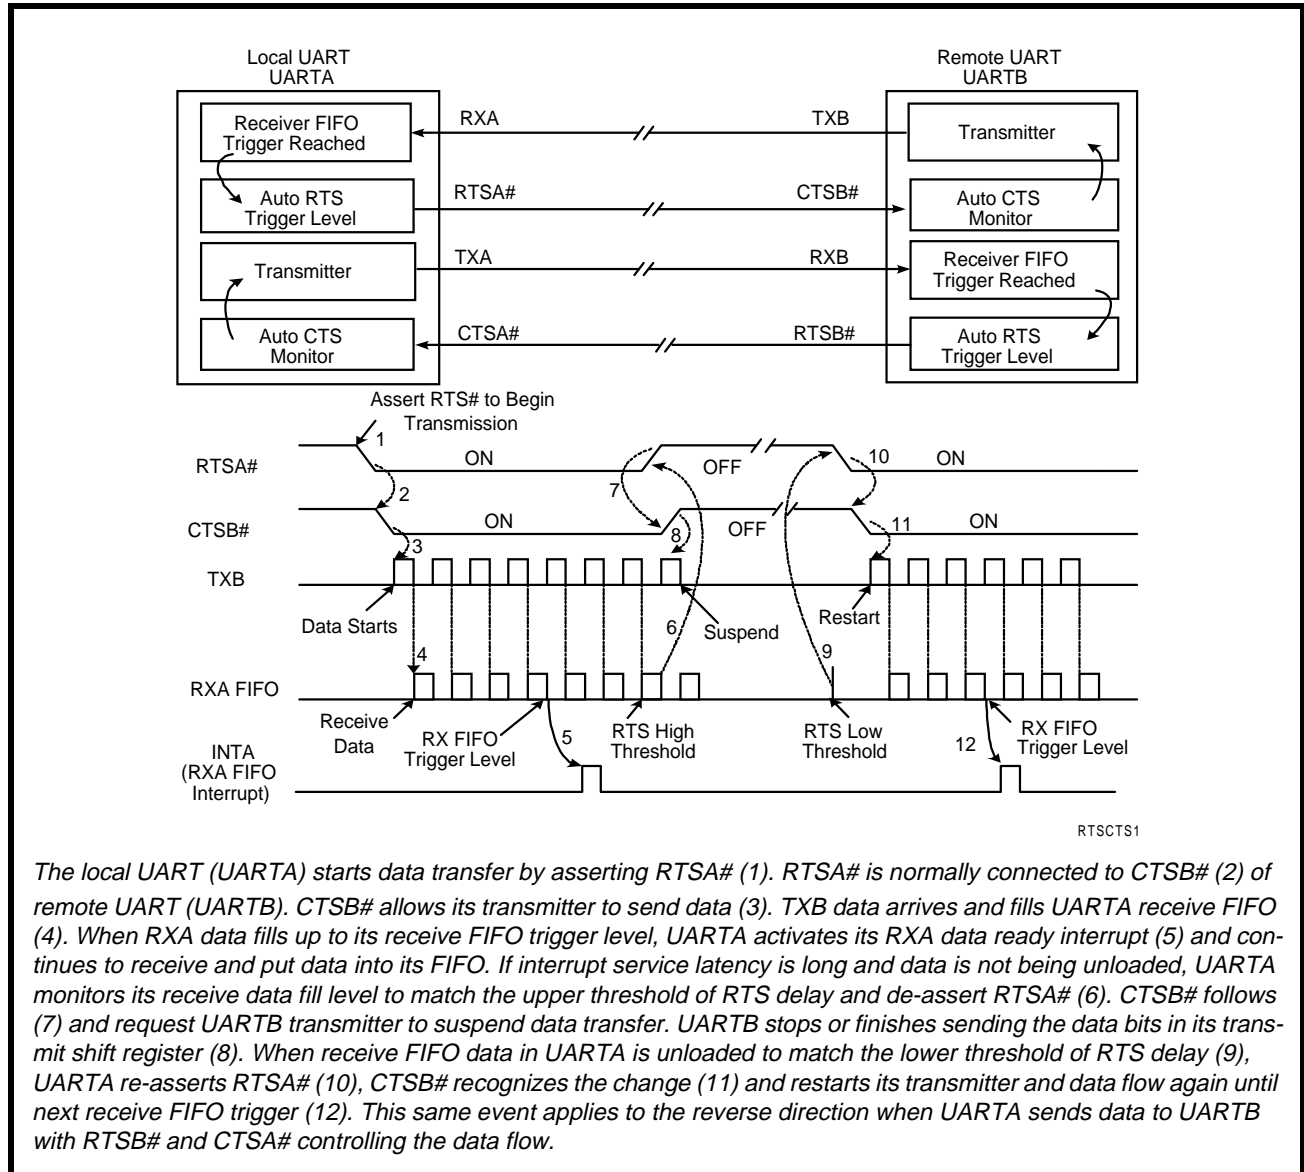 Local UART
UARTA
Remote UART
UARTB
Receiver FIFO
Trigger Reached
RXA
TXB
Transmitter
Auto RTS
Trigger Level
RTSA#
CTSB#
Auto CTS
Monitor
Transmitter
TXA
RXB
Receiver FIFO
Trigger Reached
Auto CTS
Monitor
CTSA#
RTSB#
Auto RTS
Trigger Level
Assert RTS# to Begin
Transmission
1
RTSA#
ON
OFF
10
ON
2
7
CTSB#
ON
OFF
11
ON
3
8
TXB
Data Starts
6
Suspend
Restart
4
9
RXA FIFO
Receive
Data
RX FIFO
Trigger Level
5
RTS High
Threshold
RTS Low
Threshold
12
RX FIFO
Trigger Level
INTA
(RXA FIFO
Interrupt)
RTSCTS1
The local UART (UARTA) starts data transfer by asserting RTSA# (1). RTSA# is normally connected to CTSB# (2) of
remote UART (UARTB). CTSB# allows its transmitter to send data (3). TXB data arrives and fills UARTA receive FIFO
(4). When RXA data fills up to its receive FIFO trigger level, UARTA activates its RXA data ready interrupt (5) and con-
tinues to receive and put data into its FIFO. If interrupt service latency is long and data is not being unloaded, UARTA
monitors its receive data fill level to match the upper threshold of RTS delay and de-assert RTSA# (6). CTSB# follows
(7) and request UARTB transmitter to suspend data transfer. UARTB stops or finishes sending the data bits in its trans-
mit shift register (8). When receive FIFO data in UARTA is unloaded to match the lower threshold of RTS delay (9),
UARTA re-asserts RTSA# (10), CTSB# recognizes the change (11) and restarts its transmitter and data flow again until
next receive FIFO trigger (12). This same event applies to the reverse direction when UARTA sends data to UARTB
with RTSB# and CTSA# controlling the data flow.